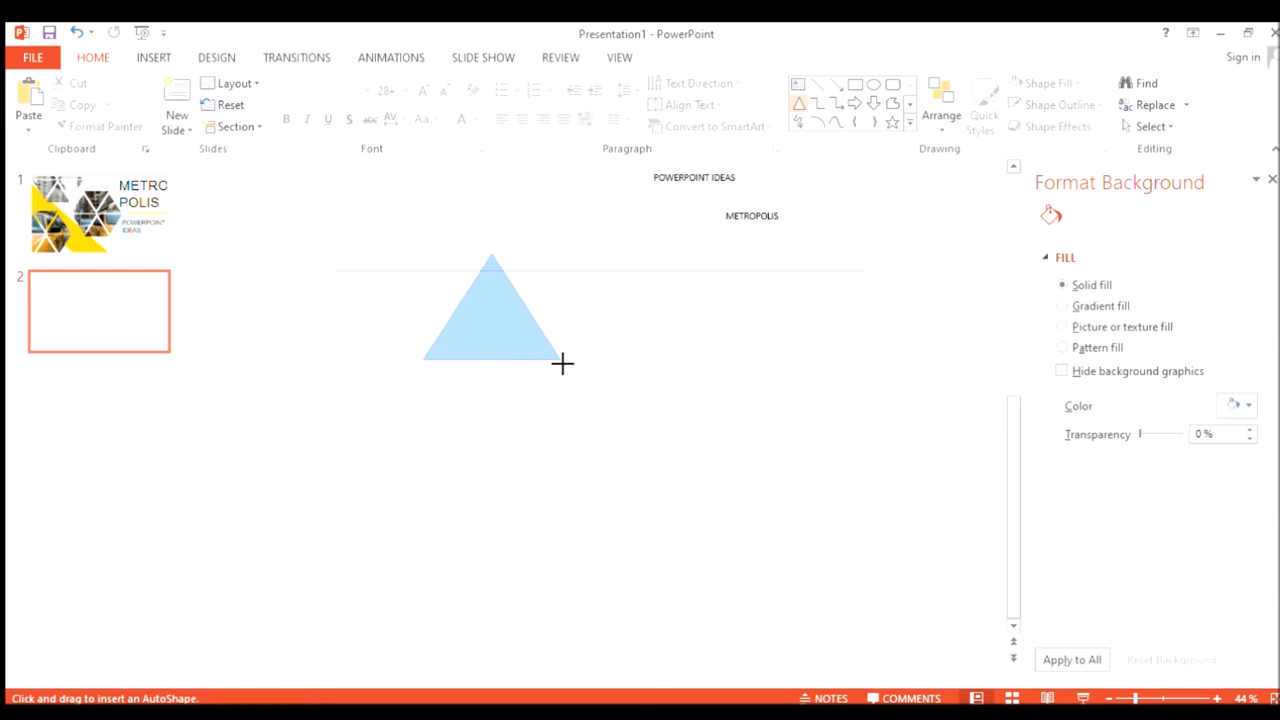 Presentation1 - PowerPoint
?
FILE
HOME
INSERT
DESIGN
TRANSITIONS
ANIMATIONS
SLIDE SHOW
REVIEW
VIEW
Sign in
Paste
Cut
Copy
Format Painter
Clipboard
New
Slide
Layout
Reset
Section
Slides
28+
B I U S abc AV Aa A
Font
Text Direction
Align Text
Convert to SmartArt
Paragraph
Arrange
Quick
Styles
Shape Fill
Shape Outline
Shape Effects
Drawing
Find
Replace
Select
Editing
1
METRO
POLIS
POWERPOINT
IDEAS
2
POWERPOINT IDEAS
METROPOLIS
Format Background
FILL
Solid fill
Gradient fill
Picture or texture fill
Pattern fill
Hide background graphics
Color
Transparency
0 %
Apply to All
Reset Background
Click and drag to insert an AutoShape.
NOTES
COMMENTS
44 %